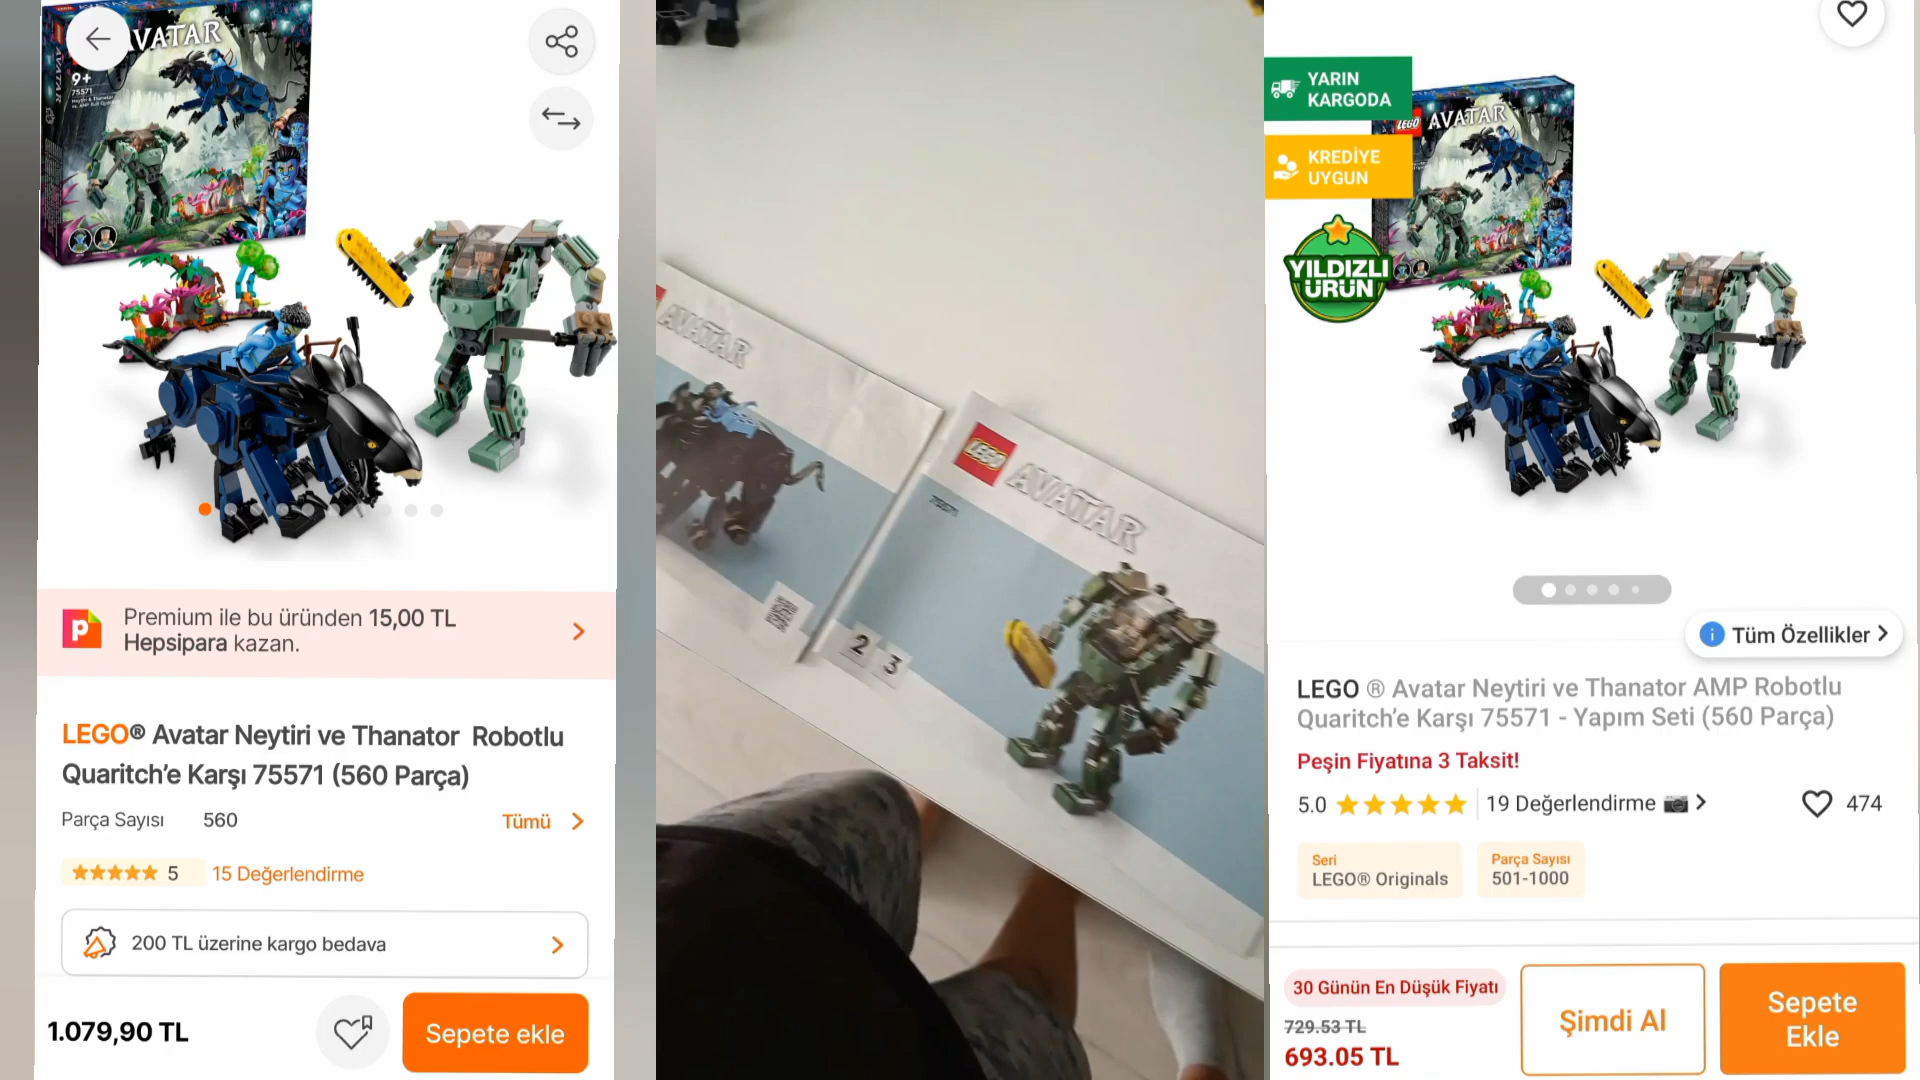 AVATAR
9+
75571
Premium ile bu üründen 15,00 TL
Hepsipara kazan.
LEGO® Avatar Neytiri ve Thanator Robotlu
Quaritch’e Karşı 75571 (560 Parça)
Parça Sayısı 560
Tümü
5
15 Değerlendirme
200 TL üzerine kargo bedava
1.079,90 TL
Sepete ekle
AVATAR
LEGO
AVATAR
75571
2
3
YARIN
KARGODA
KREDİYE
UYGUN
YILDIZLI
ÜRÜN
LEGO
AVATAR
Tüm Özellikler
LEGO ® Avatar Neytiri ve Thanator AMP Robotlu
Quaritch’e Karşı 75571 - Yapım Seti (560 Parça)
Peşin Fiyatına 3 Taksit!
5.0
19 Değerlendirme
474
Seri
LEGO® Originals
Parça Sayısı
501-1000
30 Günün En Düşük Fiyatı
729.53 TL
693.05 TL
Şimdi Al
Sepete
Ekle